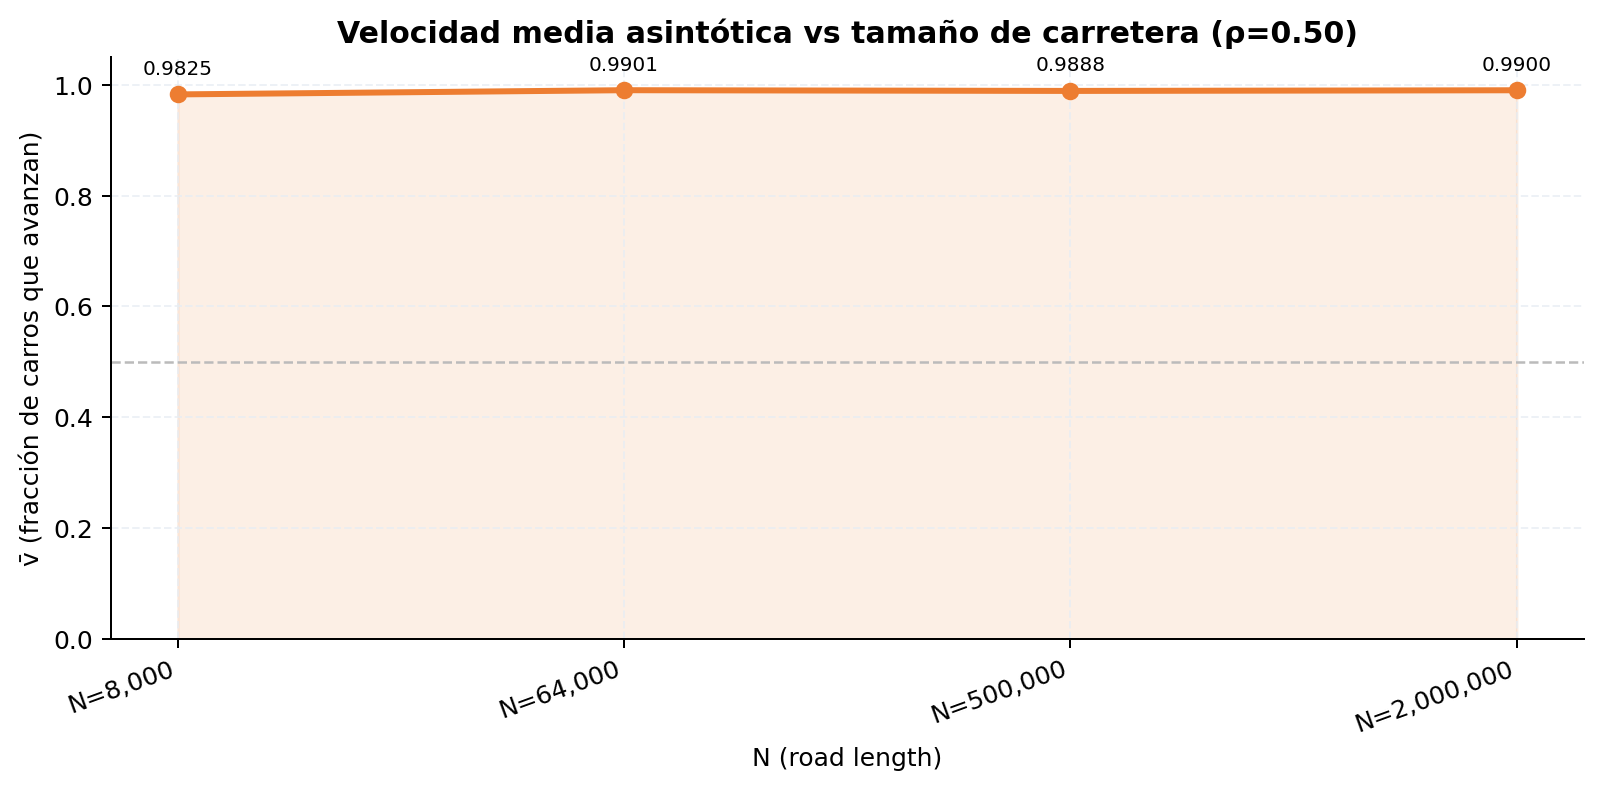 Velocidad media asintótica vs tamaño de carretera (ρ=0.50)
0.9825
0.9901
0.9888
0.9900
v̄ (fracción de carros que avanzan)
1.0
0.8
0.6
0.4
0.2
0.0
N=8,000
N=64,000
N=500,000
N=2,000,000
N (road length)